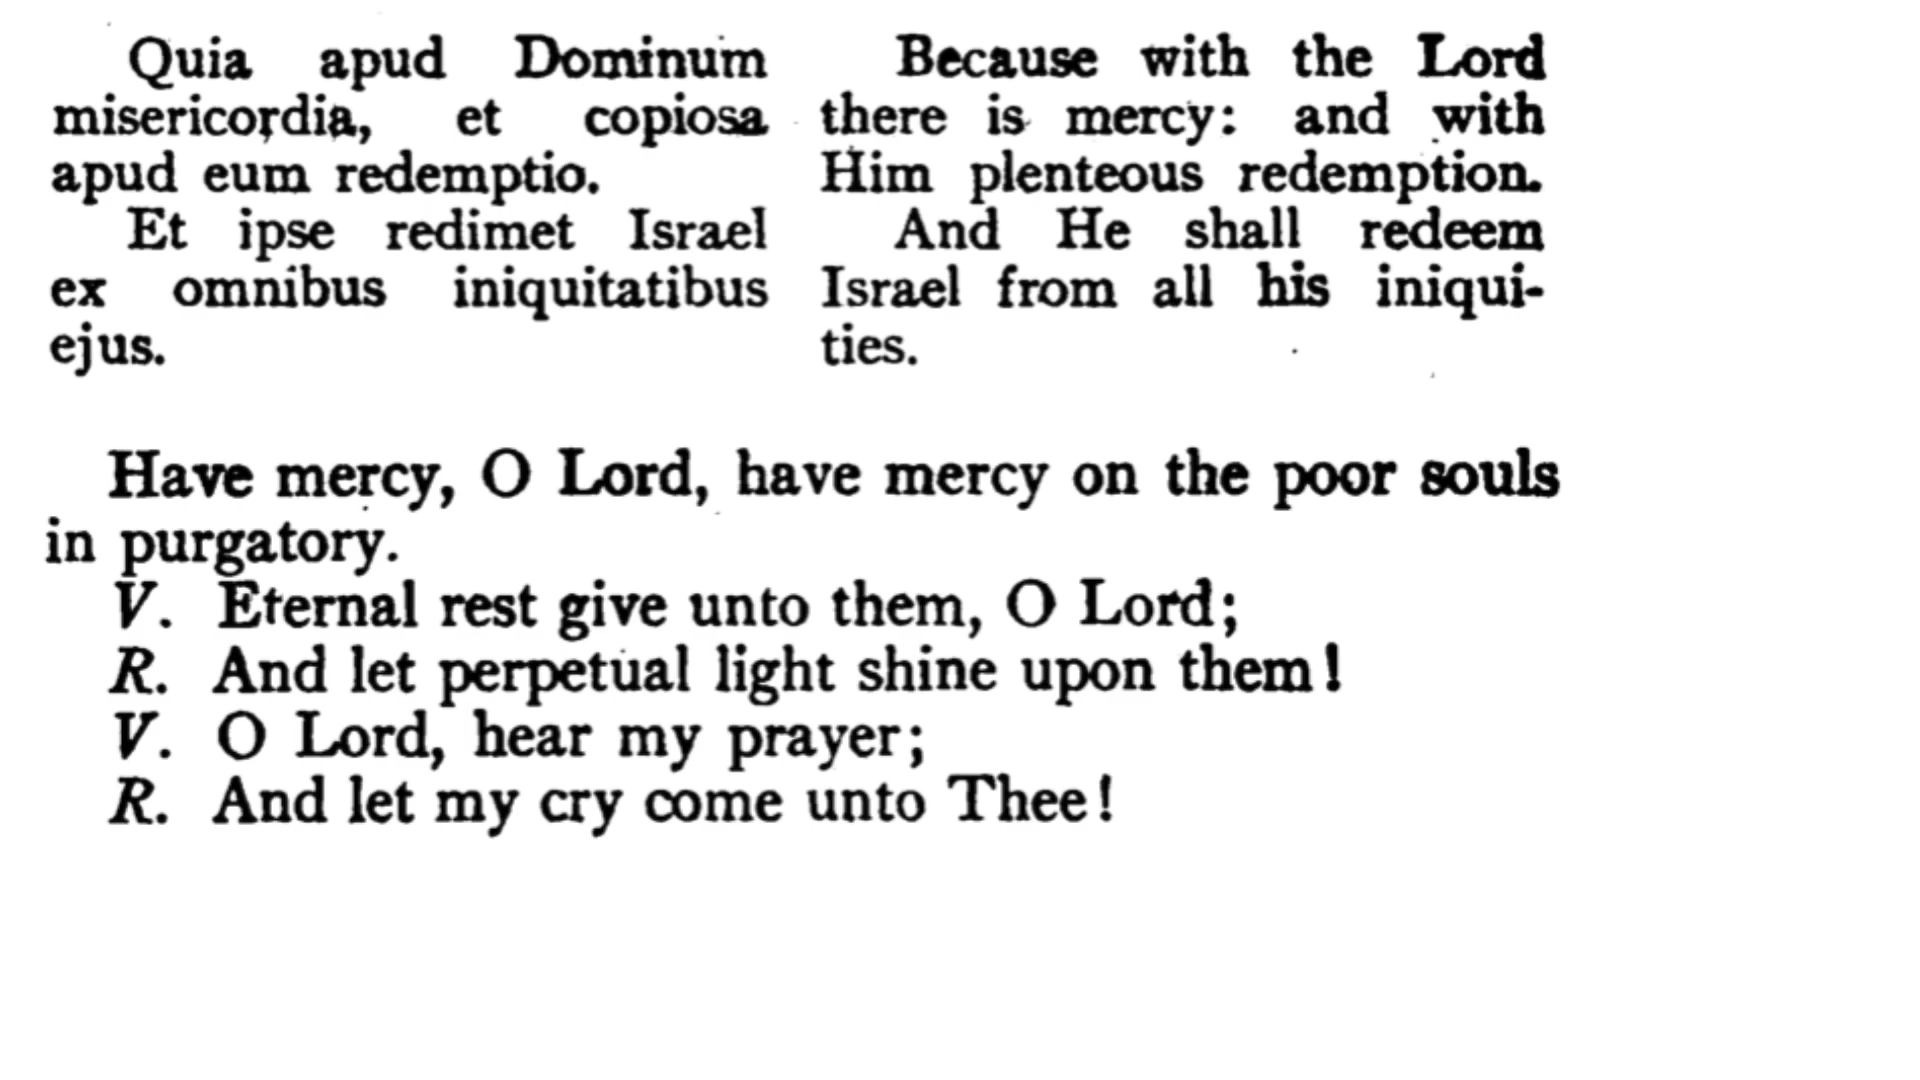 Quia apud Dominum
misericordia, et copiosa
apud eum redemptio.
Et ipse redimet Israel
ex omnibus iniquitatibus
ejus.
Because with the Lord
there is mercy: and with
Him plenteous redemption.
And He shall redeem
Israel from all his iniqui-
ties.
Have mercy, O Lord, have mercy on the poor souls
in purgatory.
V. Eternal rest give unto them, O Lord;
R. And let perpetual light shine upon them!
V. O Lord, hear my prayer;
R. And let my cry come unto Thee!